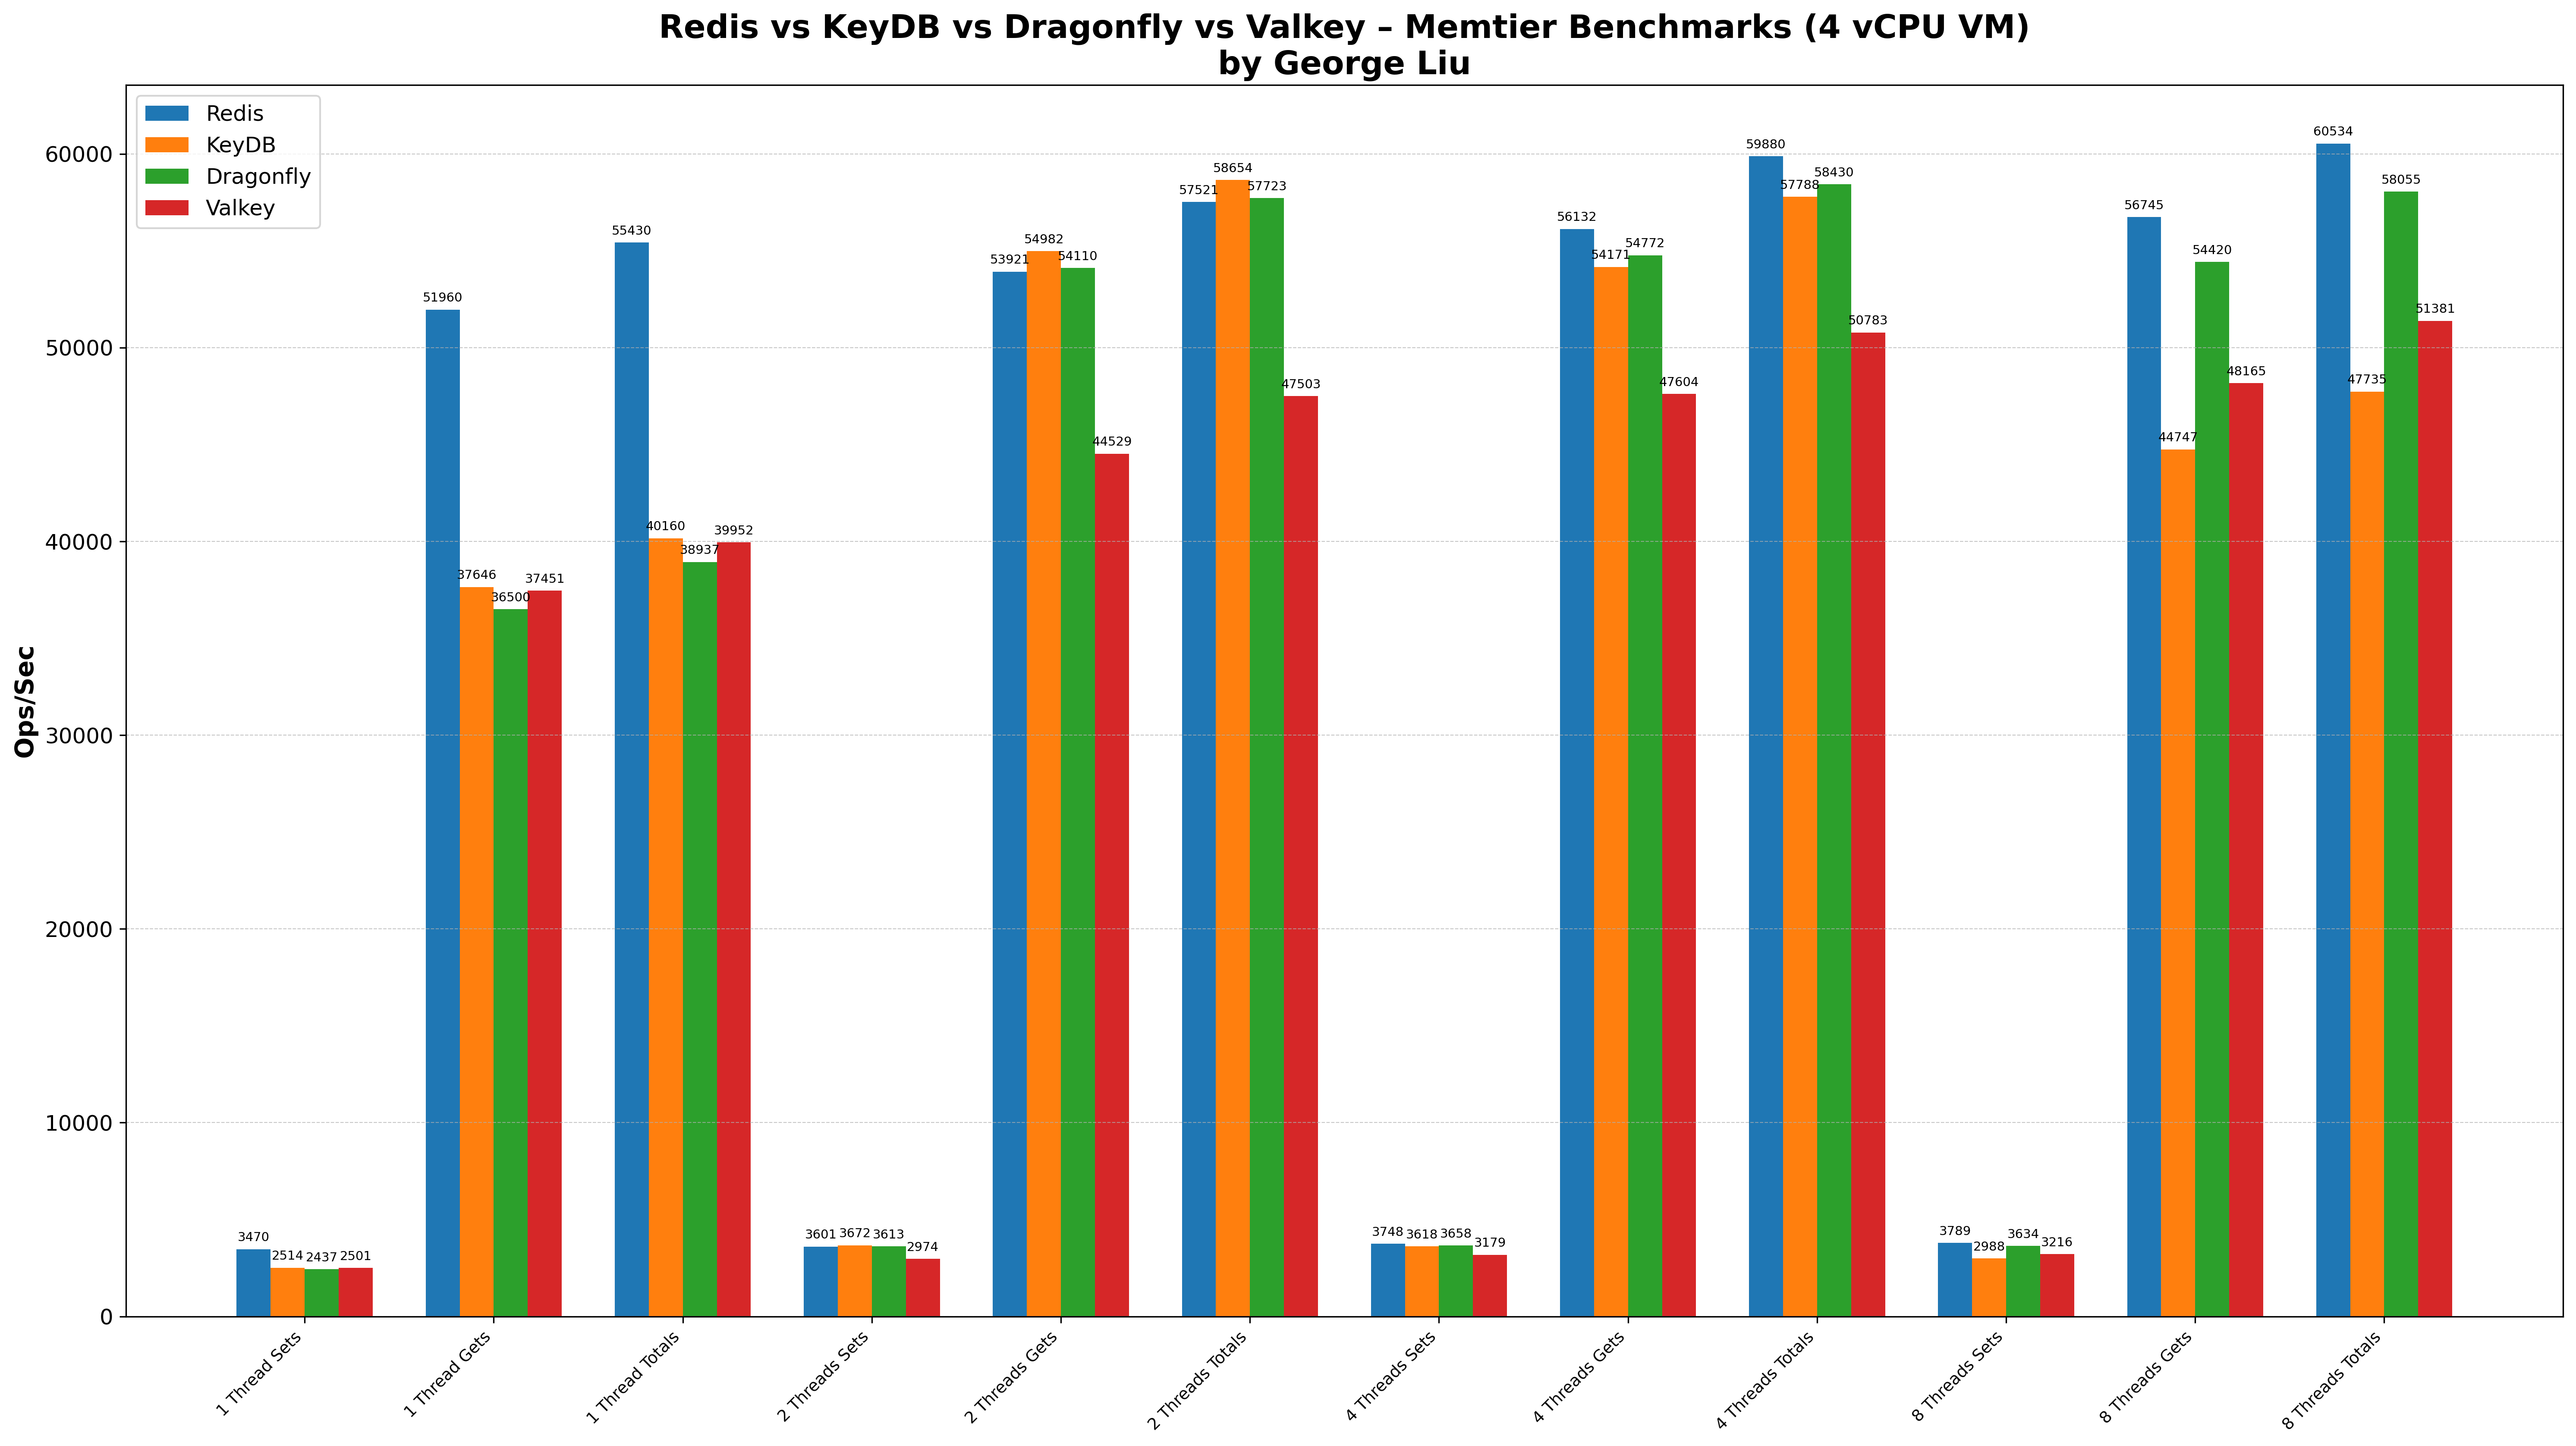 Redis vs KeyDB vs Dragonfly vs Valkey – Memtier Benchmarks (4 vCPU VM)
by George Liu
Redis
KeyDB
Dragonfly
Valkey
Ops/Sec
60000
50000
40000
30000
20000
10000
0
3470
2514
2437
2501
51960
37646
36500
37451
55430
40160
38937
39952
3601
3672
3613
2974
53921
54982
54110
44529
57521
58654
57723
47503
3748
3618
3658
3179
56132
54171
54772
47604
59880
57788
58430
50783
3789
2988
3634
3216
56745
44747
54420
48165
60534
47735
58055
51381
1 Thread Sets
1 Thread Gets
1 Thread Totals
2 Threads Sets
2 Threads Gets
2 Threads Totals
4 Threads Sets
4 Threads Gets
4 Threads Totals
8 Threads Sets
8 Threads Gets
8 Threads Totals